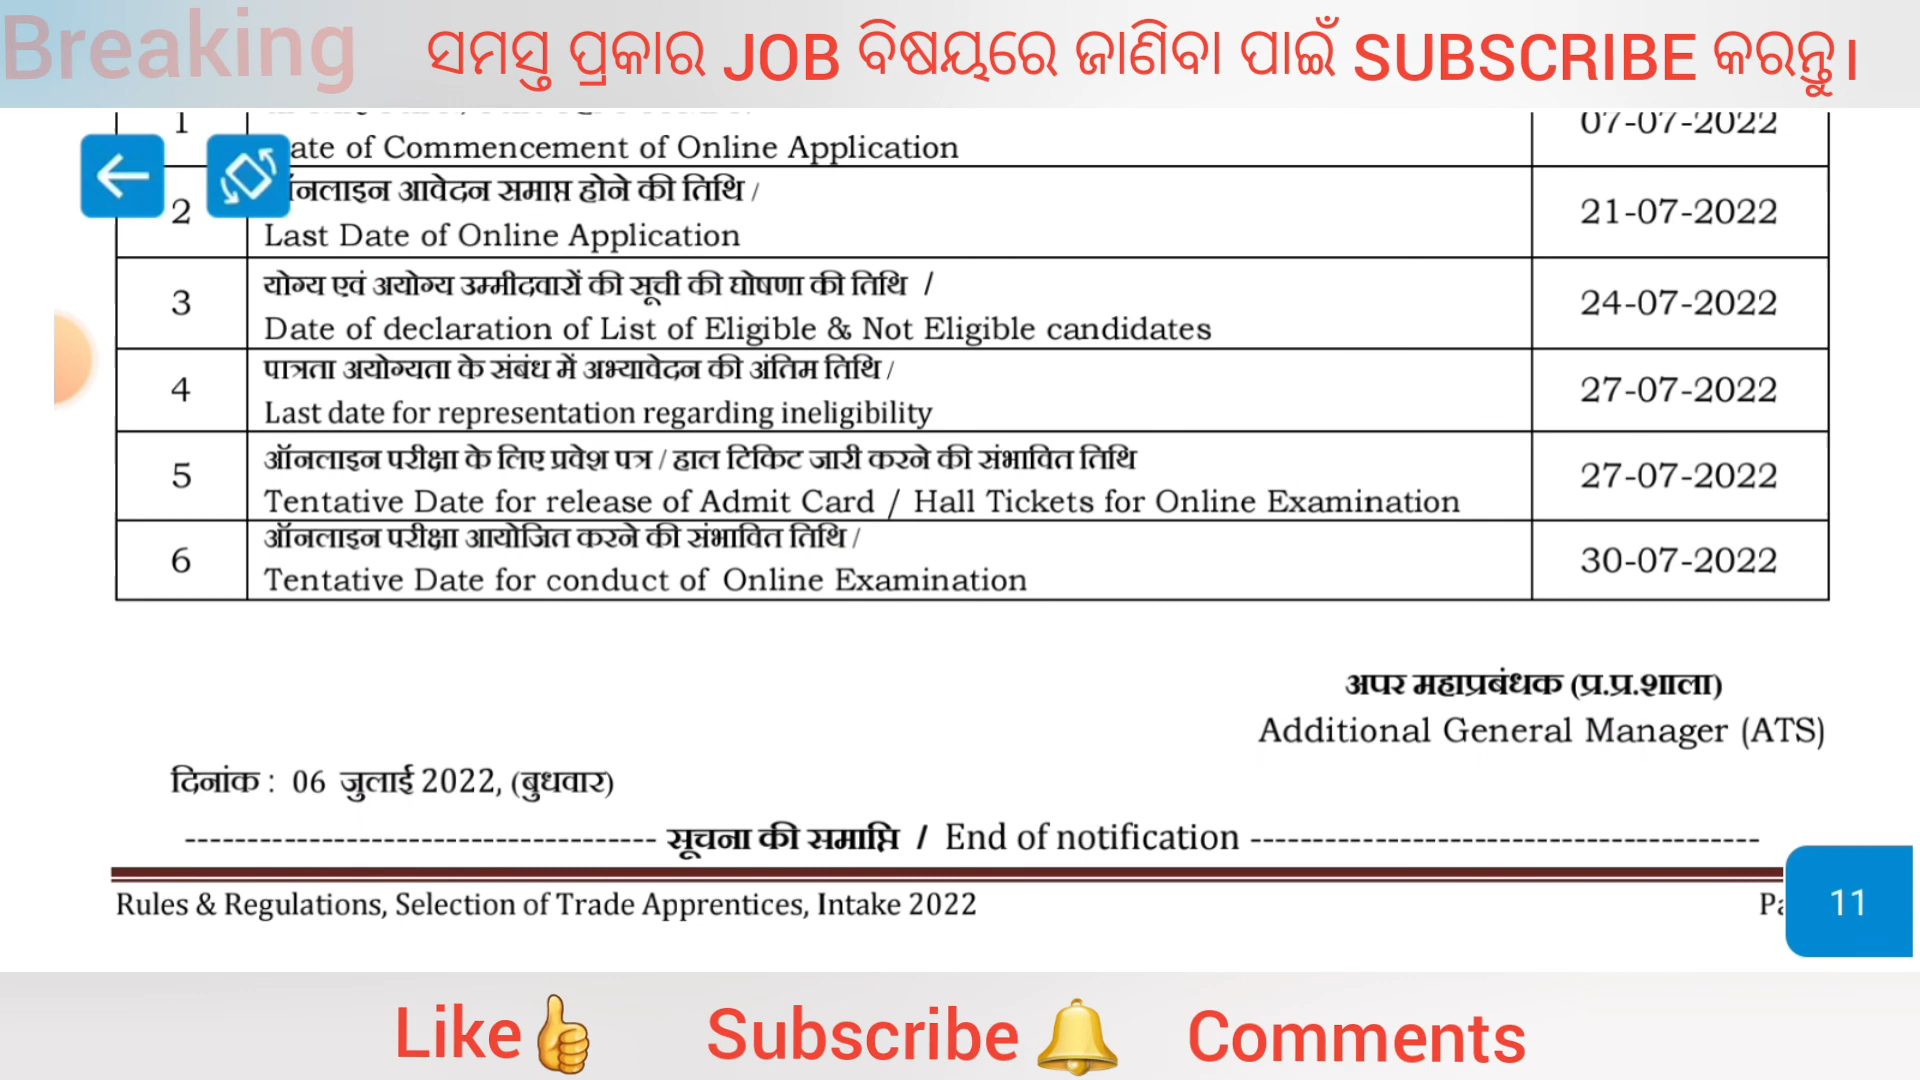 Breaking
ସମସ୍ତ ପ୍ରକାର JOB ବିଷୟରେ ଜାଣିବା ପାଇଁ SUBSCRIBE କରନ୍ତୁ।
1
ate of Commencement of Online Application
07-07-2022
2
ऑनलाइन आवेदन समाप्त होने की तिथि /
Last Date of Online Application
21-07-2022
3
योग्य एवं अयोग्य उम्मीदवारों की सूची की घोषणा की तिथि /
Date of declaration of List of Eligible & Not Eligible candidates
24-07-2022
4
पात्रता अयोग्यता के संबंध में अभ्यावेदन की अंतिम तिथि /
Last date for representation regarding ineligibility
27-07-2022
5
ऑनलाइन परीक्षा के लिए प्रवेश पत्र / हाल टिकिट जारी करने की संभावित तिथि
Tentative Date for release of Admit Card / Hall Tickets for Online Examination
27-07-2022
6
ऑनलाइन परीक्षा आयोजित करने की संभावित तिथि /
Tentative Date for conduct of Online Examination
30-07-2022
अपर महाप्रबंधक (प्र.प्र.शाला)
Additional General Manager (ATS)
दिनांक : 06 जुलाई 2022, (बुधवार)
------------------------------------ सूचना की समाप्ति / End of notification ---------------------------------------
Rules & Regulations, Selection of Trade Apprentices, Intake 2022
11
Like Subscribe Comments